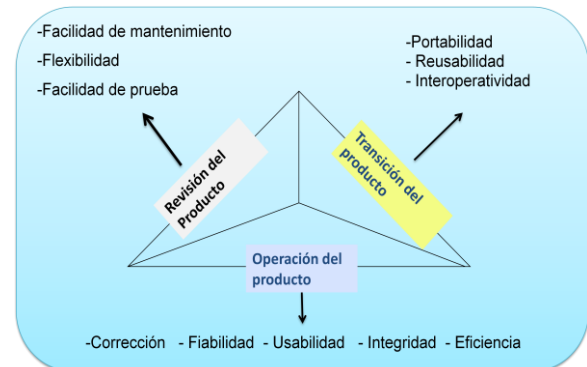 -Facilidad de mantenimiento
-Flexibilidad
-Facilidad de prueba
-Portabilidad
- Reusabilidad
- Interoperatividad
Revisión del
Producto
Transición del
producto
Operación del
producto
-Corrección - Fiabilidad - Usabilidad - Integridad - Eficiencia